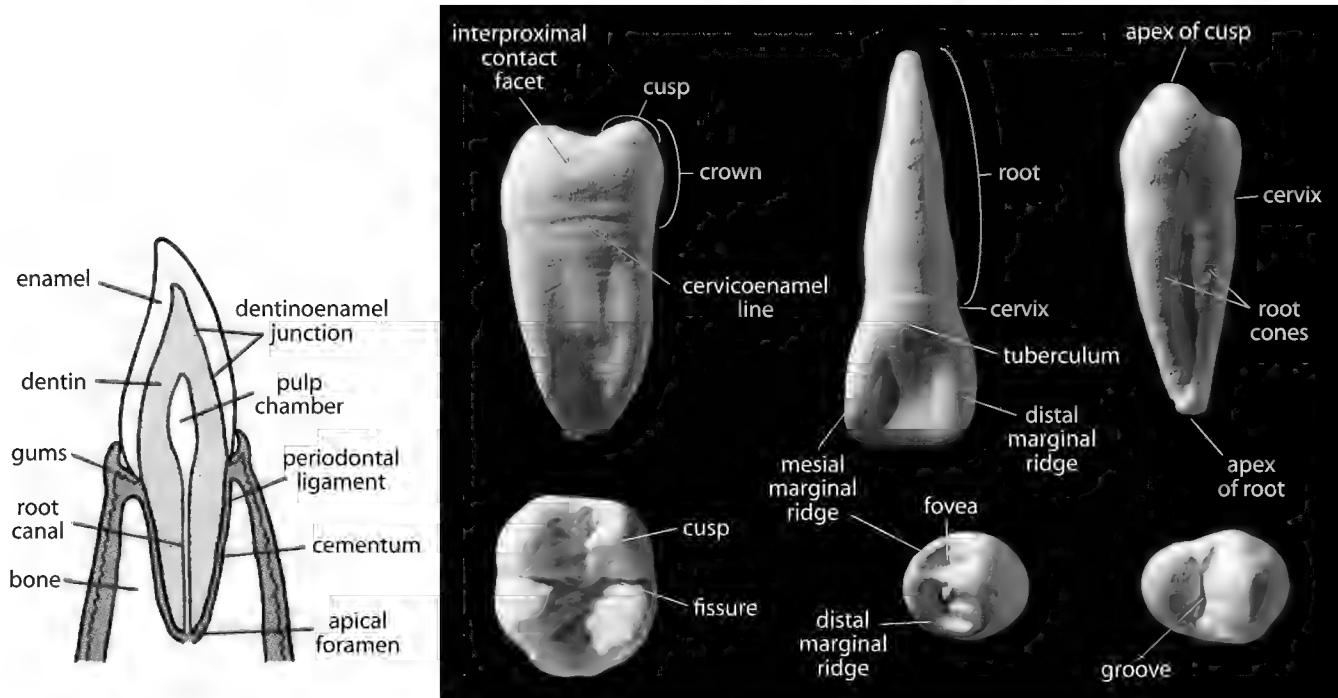 enamel
dentinoenamel
junction
dentin
pulp
chamber
gums
periodontal
ligament
root
canal
cementum
bone
apical
foramen
interproximal
contact
facet
cusp
crown
cervicoenamel
line
root
cervix
tuberculum
distal
marginal
ridge
mesial
marginal
ridge
apex of cusp
cervix
root
cones
apex
of root
cusp
fissure
fovea
distal
marginal
ridge
groove